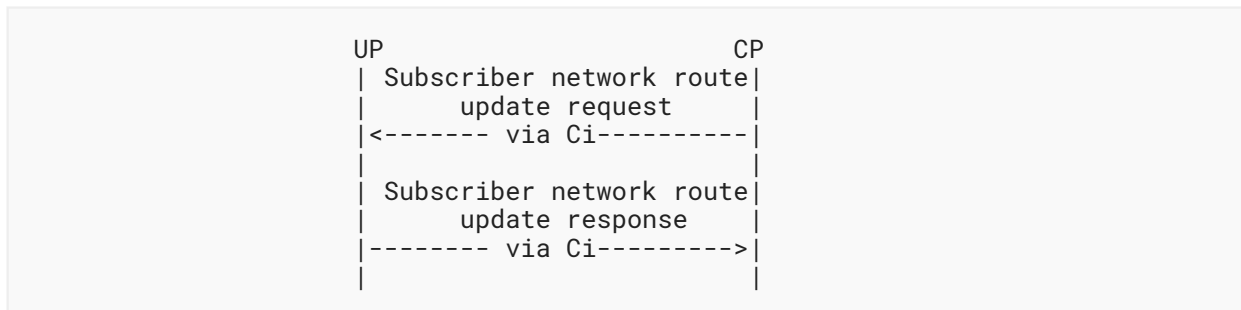 UP                       CP
| Subscriber network route|
|      update request     |
|<------- via Ci----------|
|                         |
| Subscriber network route|
|      update response    |
|-------- via Ci--------->|
|                         |